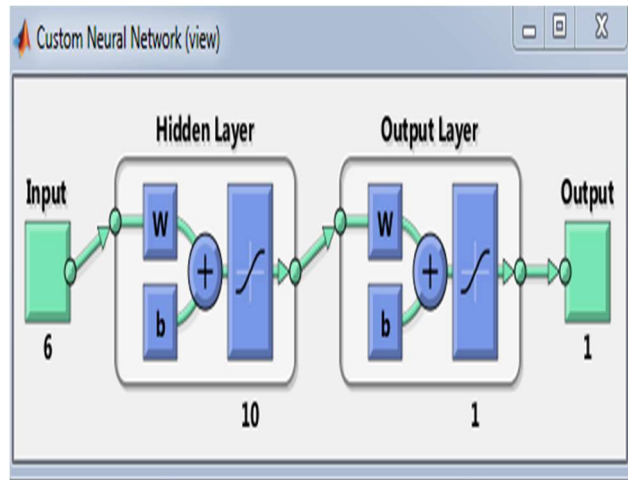 Custom Neural Network (view)
Hidden Layer
Output Layer
Input
Output
W
b
+
W
b
+
6
10
1
1